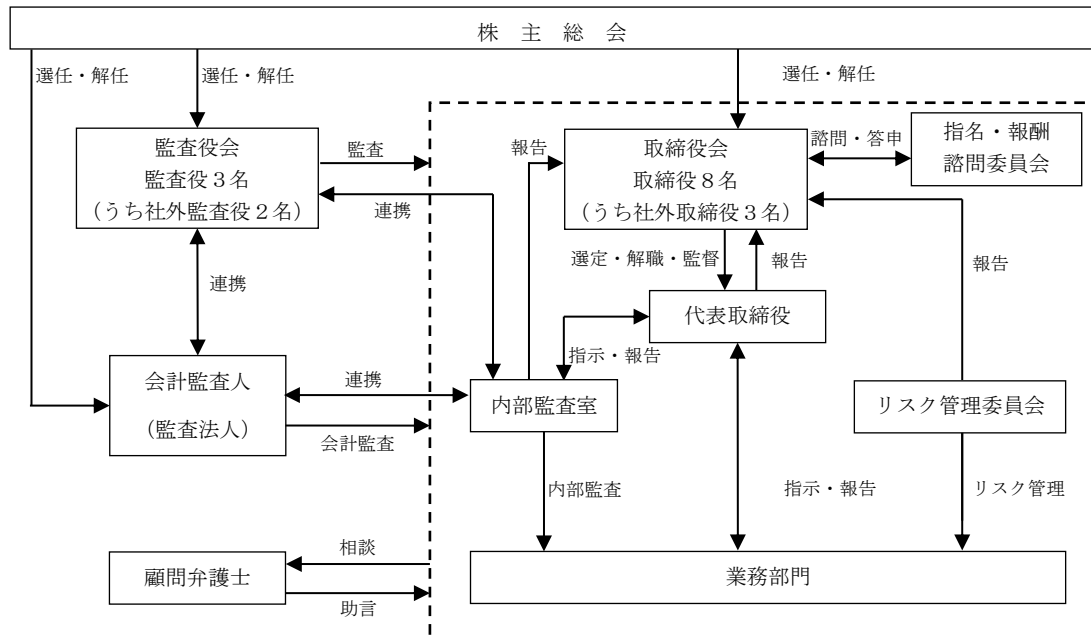 株 主 総 会
選任・解任
選任・解任
選任・解任
監査役会
監査役３名
（うち社外監査役２名）
監査
報告
取締役会
取締役８名
（うち社外取締役３名）
諮問・答申
指名・報酬
諮問委員会
連携
連携
選定・解職・監督
報告
報告
代表取締役
指示・報告
会計監査人
（監査法人）
連携
会計監査
内部監査室
リスク管理委員会
内部監査
指示・報告
リスク管理
顧問弁護士
相談
助言
業務部門